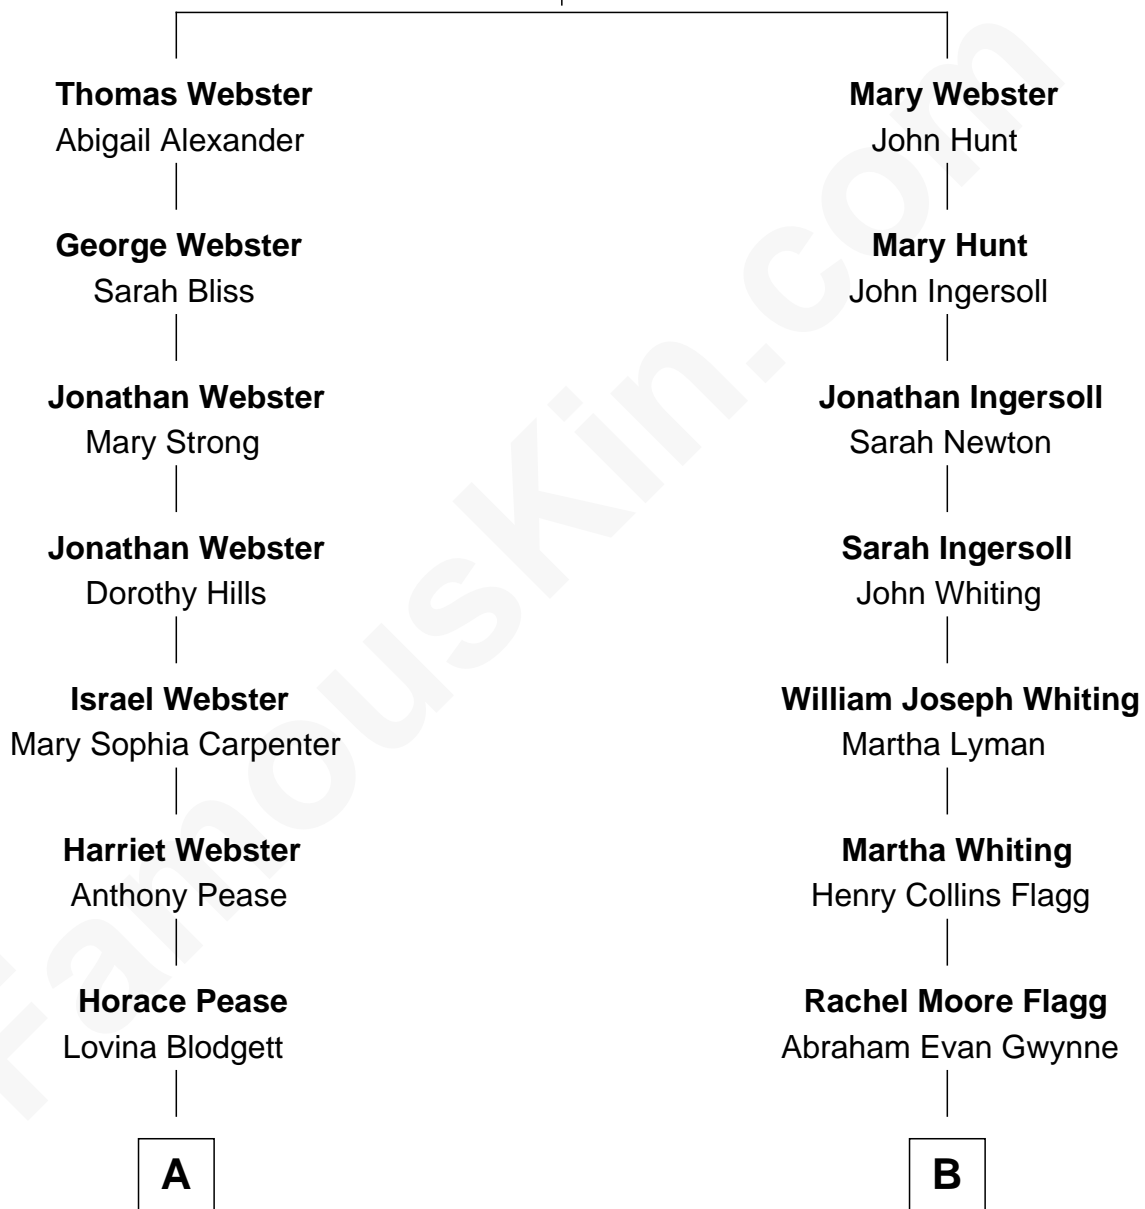 Thomas Webster
Abigail Alexander
George Webster
Sarah Bliss
Jonathan Webster
Mary Strong
Jonathan Webster
Dorothy Hills
Israel Webster
Mary Sophia Carpenter
Harriet Webster
Anthony Pease
Horace Pease
Lovina Blodgett
A
Mary Webster
John Hunt
Mary Hunt
John Ingersoll
Jonathan Ingersoll
Sarah Newton
Sarah Ingersoll
John Whiting
William Joseph Whiting
Martha Lyman
Martha Whiting
Henry Collins Flagg
Rachel Moore Flagg
Abraham Evan Gwynne
B
FamousKin.com